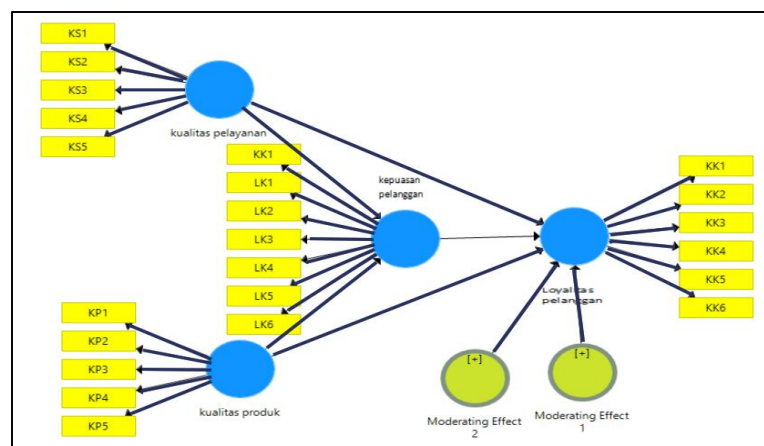 KS1
KS2
KS3
KS4
KS5
kualitas pelayanan
KK1
LK1
LK2
LK3
LK4
LK5
LK6
kepuasan
pelanggan
KK1
KK2
KK3
KK4
KK5
KK6
Loyalitas
pelanggan
KP1
KP2
KP3
KP4
KP5
kualitas produk
[+]
Moderating Effect
2
[+]
Moderating Effect
1